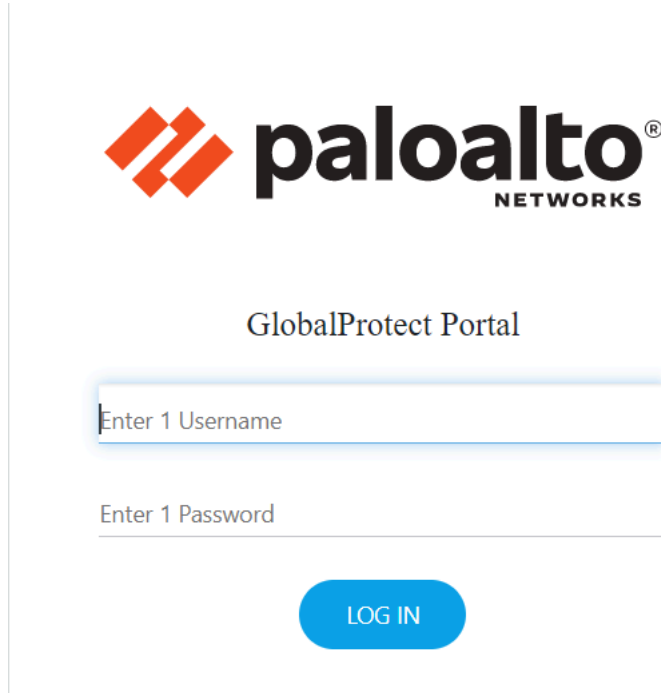 paloalto®
NETWORKS
GlobalProtect Portal
Enter 1 Username
Enter 1 Password
LOG IN